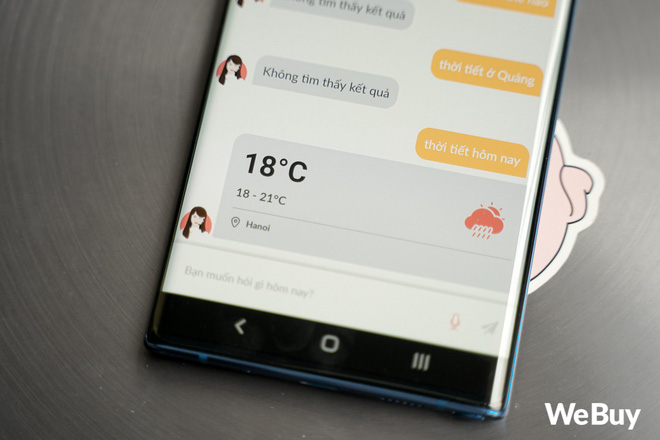 không tìm thấy kết quả
thời tiết ở Quảng
Không tìm thấy kết quả
thời tiết hôm nay
18°C
18 - 21°C
Hanoi
Bạn muốn hỏi gì hôm nay?
WeBuy